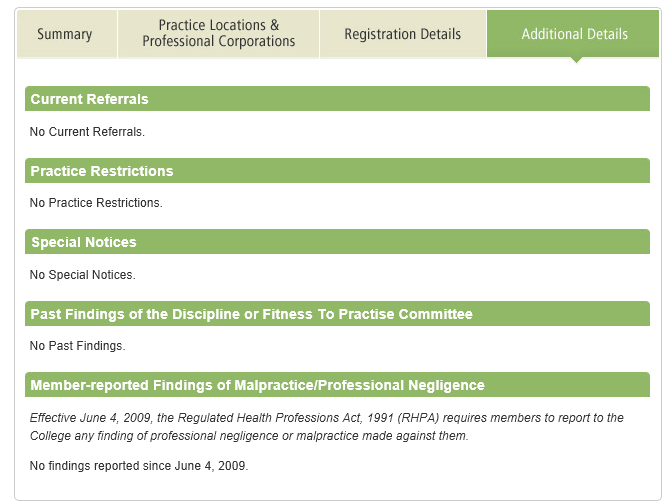 Summary
Practice Locations &
Professional Corporations
Registration Details
Additional Details
Current Referrals
No Current Referrals.
Practice Restrictions
No Practice Restrictions.
Special Notices
No Special Notices.
Past Findings of the Discipline or Fitness To Practise Committee
No Past Findings.
Member-reported Findings of Malpractice/Professional Negligence
Effective June 4, 2009, the Regulated Health Professions Act, 1991 (RHPA) requires members to report to the
College any finding of professional negligence or malpractice made against them.
No findings reported since June 4, 2009.